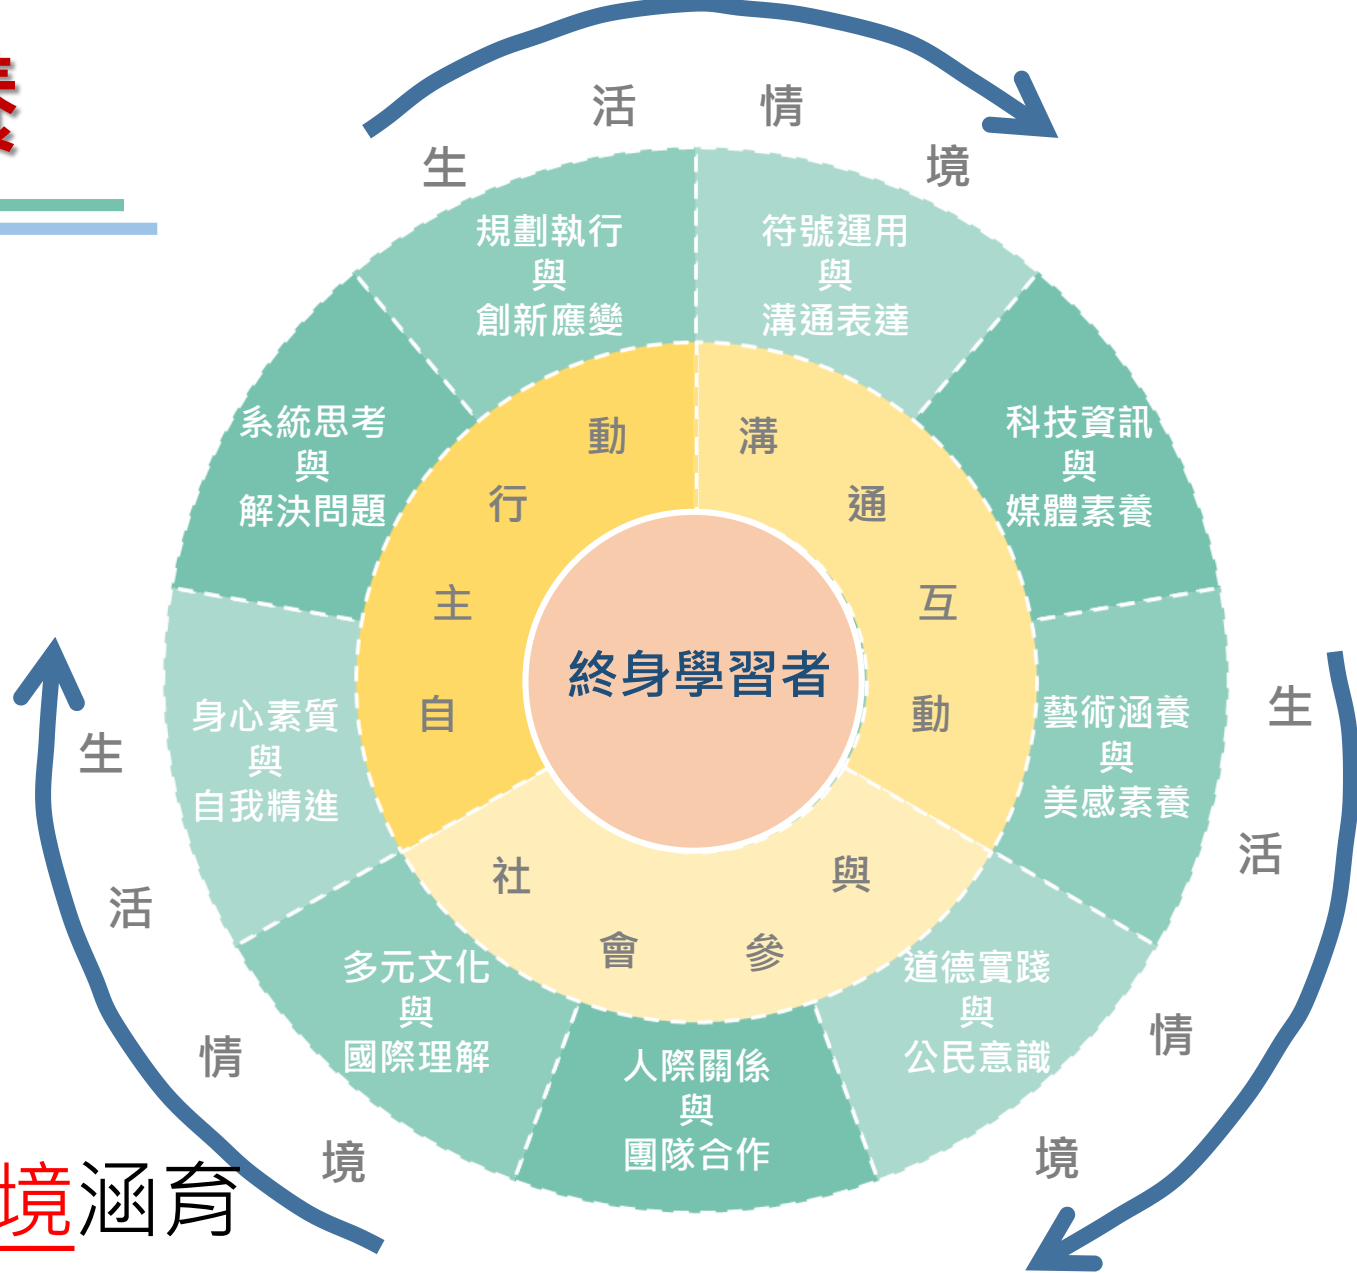 生活情境
規劃執行
與
創新應變
符號運用
與
溝通表達
系統思考
與
解決問題
科技資訊
與
媒體素養
自主行動
溝通互動
終身學習者
身心素質
與
自我精進
藝術涵養
與
美感素養
生活情境
生活情境
社會參與
多元文化
與
國際理解
道德實踐
與
公民意識
人際關係
與
團隊合作
境涵育